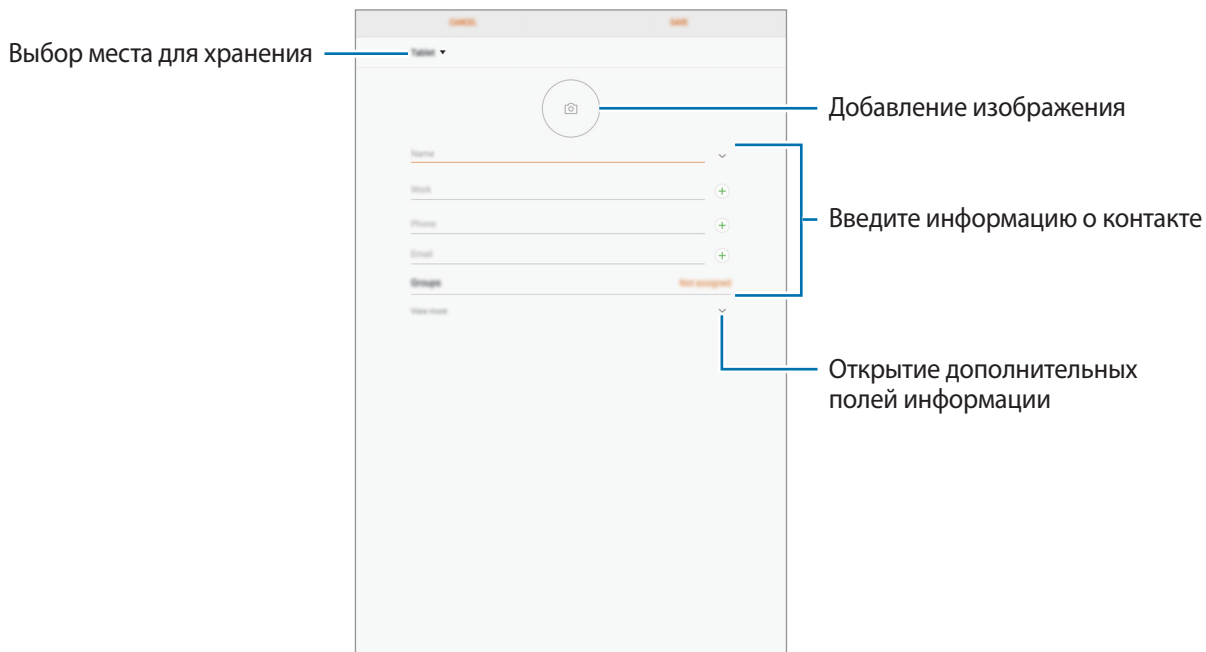 CANCEL SAVE
Выбор места для хранения
Tablet
Добавление изображения
Name
Work
Phone
Введите информацию о контакте
Email
Groups Not assigned
View more
Открытие дополнительных
полей информации